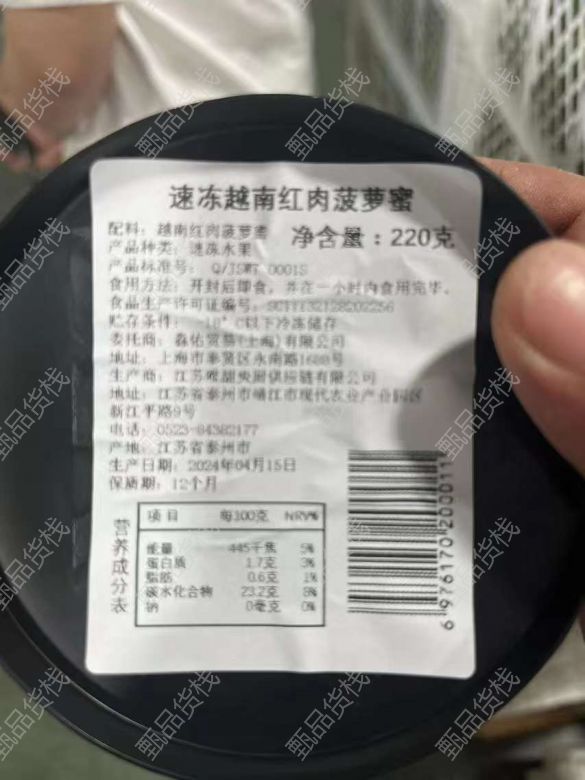 速冻越南红肉菠萝蜜
配料：越南红肉菠萝蜜
净含量：220克
产品种类：速冻水果
产品标准号：Q/JSWT 0001S
食用方法：开封后即食，并在一小时内食用完毕。
食品生产许可证编号：SC11132128202256
贮存条件：-18°C以下冷冻储存
委托商：淼佑贸易(上海)有限公司
地址：上海市奉贤区永南路1688号
生产商：江苏唯甜央厨供应链有限公司
地址：江苏省泰州市靖江市现代农业产业园区
新江平路9号
电话：0523-84382177
产地：江苏省泰州市
生产日期：2024年04月15日
保质期：12个月
营养成分表
项目 每100克 NRV%
能量 445千焦 5%
蛋白质 1.7克 3%
脂肪 0.6克 1%
碳水化合物 23.2克 8%
钠 0毫克 0%
6 976170 200011
甄品货栈